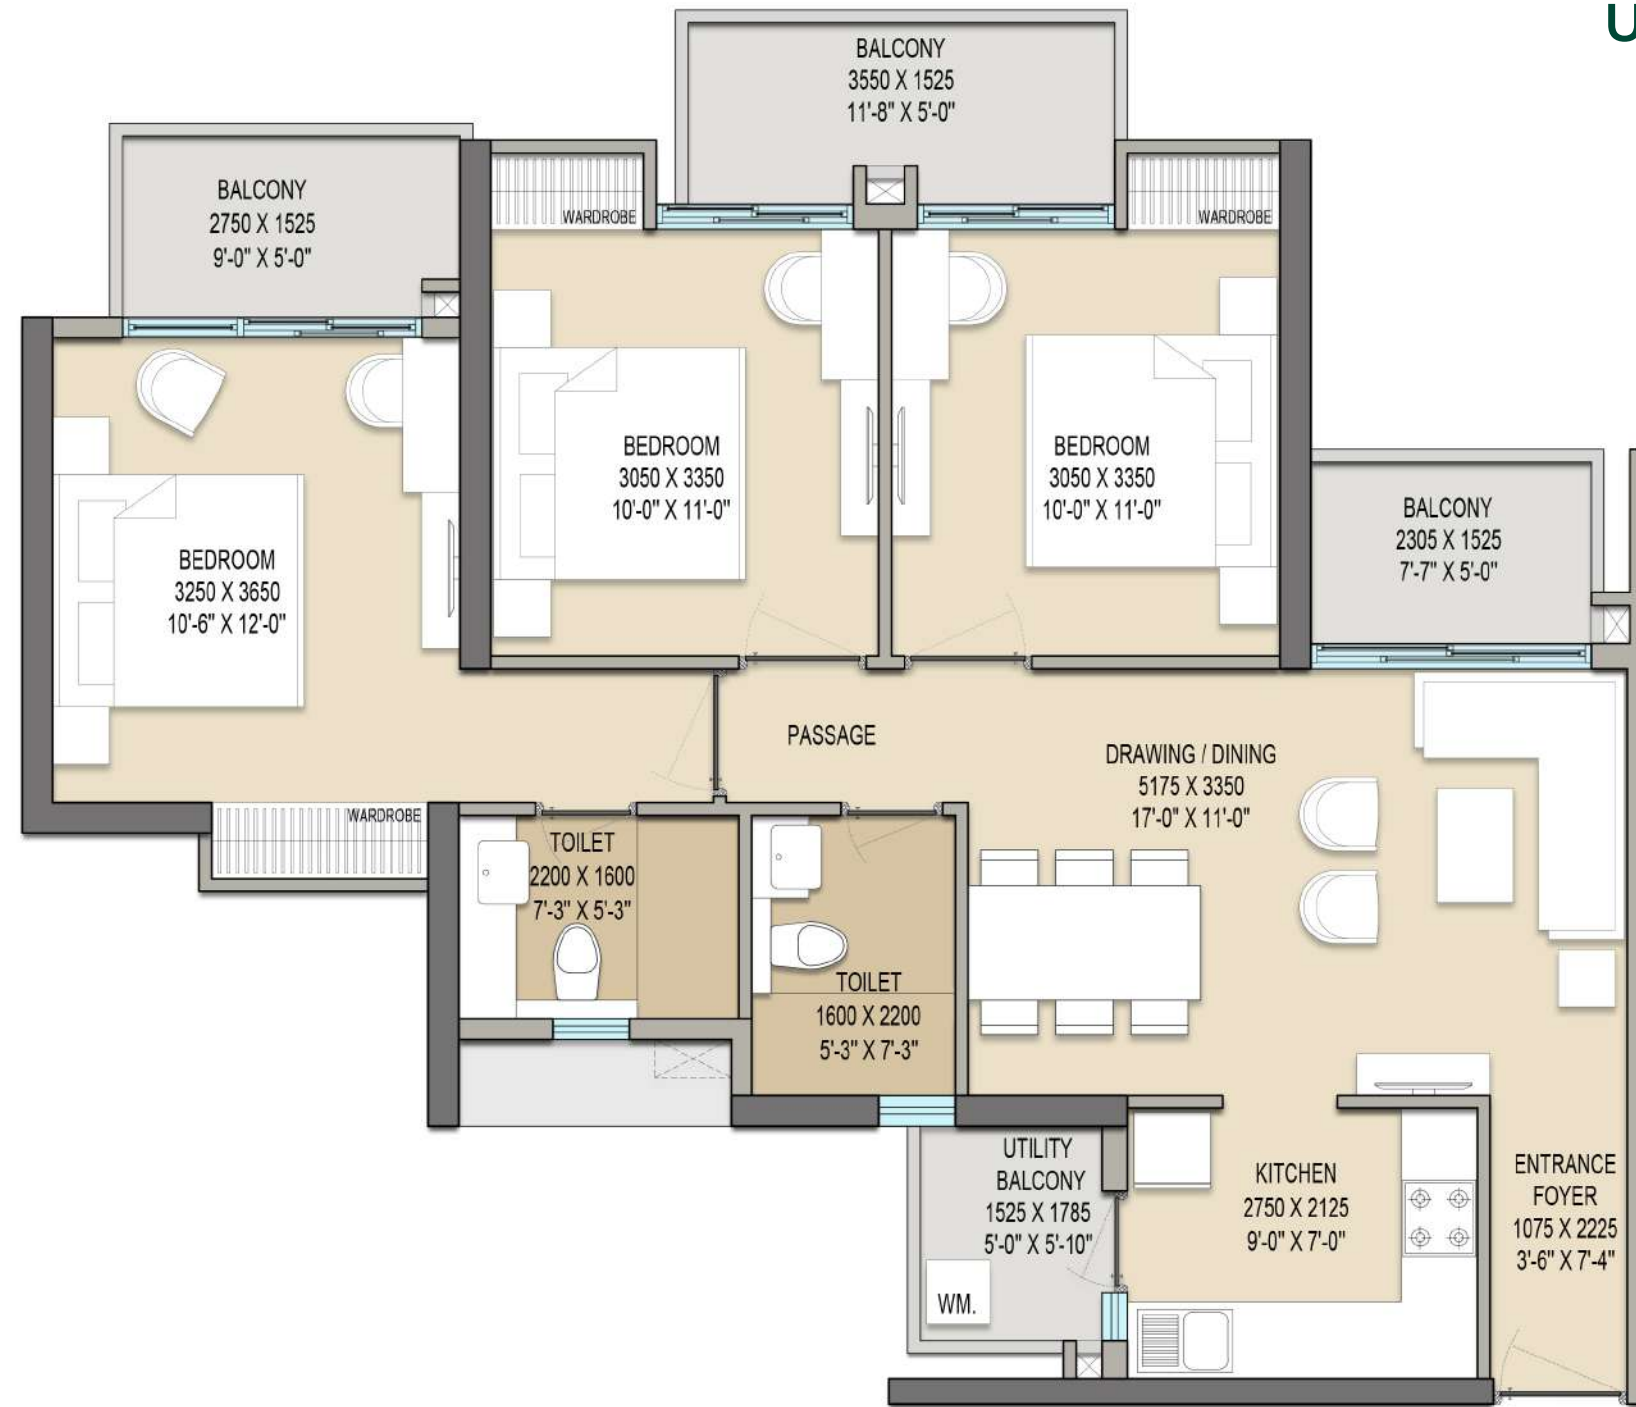 U
BALCONY
3550 X 1525
11'-8" X 5'-0"
BALCONY
2750 X 1525
9'-0" X 5'-0"
WARDROBE
WARDROBE
BEDROOM
3050 X 3350
10'-0" X 11'-0"
BEDROOM
3050 X 3350
10'-0" X 11'-0"
BALCONY
2305 X 1525
7'-7" X 5'-0"
BEDROOM
3250 X 3650
10'-6" X 12'-0"
PASSAGE
DRAWING / DINING
5175 X 3350
17'-0" X 11'-0"
WARDROBE
TOILET
2200 X 1600
7'-3" X 5'-3"
TOILET
1600 X 2200
5'-3" X 7'-3"
UTILITY
BALCONY
1525 X 1785
5'-0" X 5'-10"
WM.
KITCHEN
2750 X 2125
9'-0" X 7'-0"
ENTRANCE
FOYER
1075 X 2225
3'-6" X 7'-4"